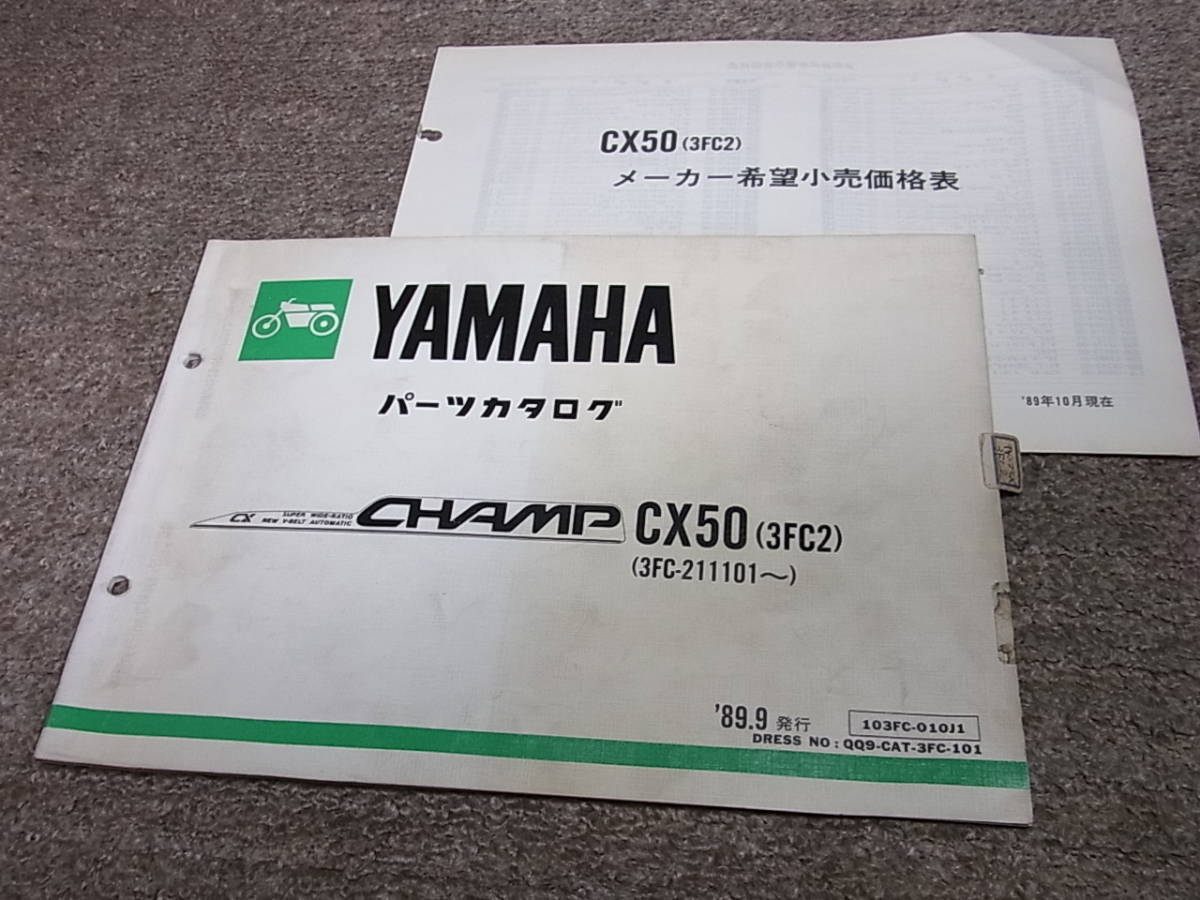 CX50 (3FC2)
メーカー希望小売価格表
'89年10月現在
YAMAHA
パーツカタログ
CX SUPER WIDE-RATIO
NEW V-BELT AUTOMATIC
CHAMP CX50 (3FC2)
(3FC-211101〜)
'89.9 発行 103FC-010J1
DRESS NO : QQ9-CAT-3FC-101